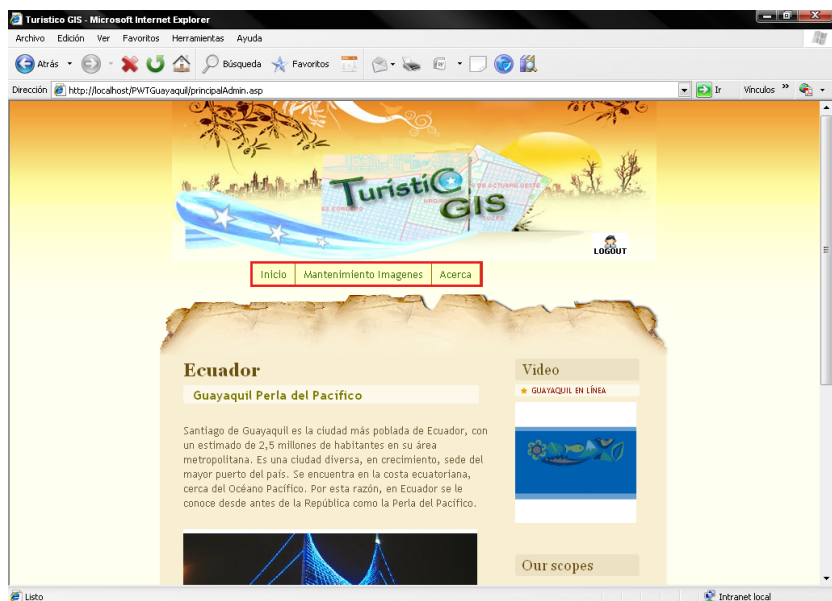 Turistico GIS - Microsoft Internet Explorer
Archivo Edición Ver Favoritos Herramientas Ayuda
Atrás Búsqueda Favoritos
Dirección http://localhost/PWTGuayaquil/principalAdmin.asp Ir Vínculos »
Turístic@
GIS
LOGOUT
Inicio Mantenimiento Imagenes Acerca
Ecuador
Guayaquil Perla del Pacífico
Santiago de Guayaquil es la ciudad más poblada de Ecuador, con
un estimado de 2,5 millones de habitantes en su área
metropolitana. Es una ciudad diversa, en crecimiento, sede del
mayor puerto del país. Se encuentra en la costa ecuatoriana,
cerca del Océano Pacífico. Por esta razón, en Ecuador se le
conoce desde antes de la República como la Perla del Pacífico.
Video
GUAYAQUIL EN LÍNEA
Our scopes
Listo
Intranet local